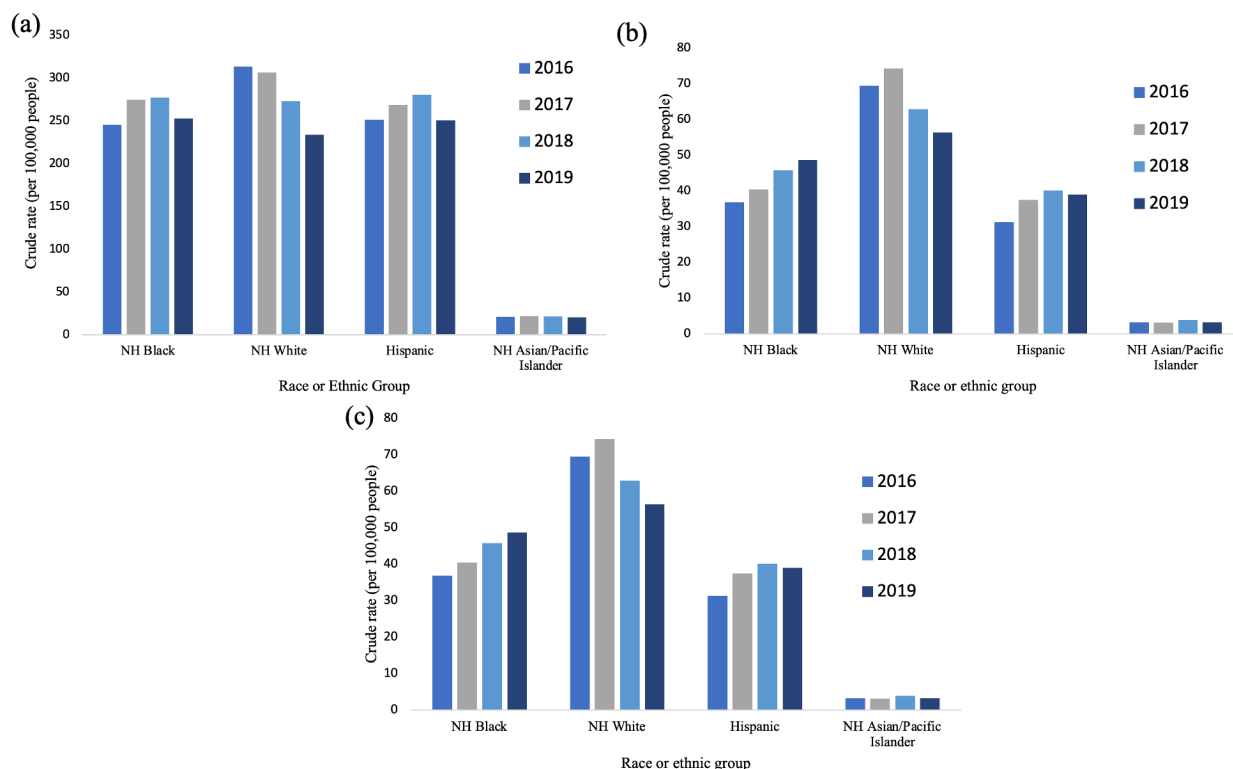 (a)
Crude rate (per 100,000 people)
350
300
250
200
150
100
50
0
2016
2017
2018
2019
NH Black
NH White
Hispanic
NH Asian/Pacific
Islander
Race or Ethnic Group
(b)
Crude rate (per 100,000 people)
80
70
60
50
40
30
20
10
0
2016
2017
2018
2019
NH Black
NH White
Hispanic
NH Asian/Pacific
Islander
Race or ethnic group
(c)
Crude rate (per 100,000 people)
80
70
60
50
40
30
20
10
0
2016
2017
2018
2019
NH Black
NH White
Hispanic
NH Asian/Pacific
Islander
Race or ethnic group